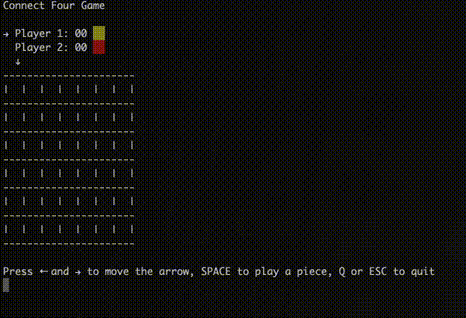 Connect Four Game
→ Player 1: 00
Player 2: 00
↓
---------------------
|  |  |  |  |  |  |  |
---------------------
|  |  |  |  |  |  |  |
---------------------
|  |  |  |  |  |  |  |
---------------------
|  |  |  |  |  |  |  |
---------------------
|  |  |  |  |  |  |  |
---------------------
|  |  |  |  |  |  |  |
---------------------
Press ← and → to move the arrow, SPACE to play a piece, Q or ESC to quit